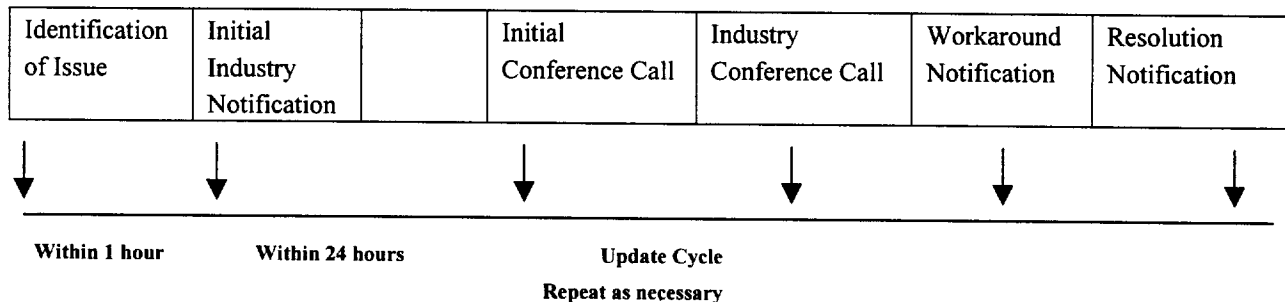 Identification of Issue
Initial Industry Notification
Initial Conference Call
Industry Conference Call
Workaround Notification
Resolution Notification
Within 1 hour
Within 24 hours
Update Cycle
Repeat as necessary